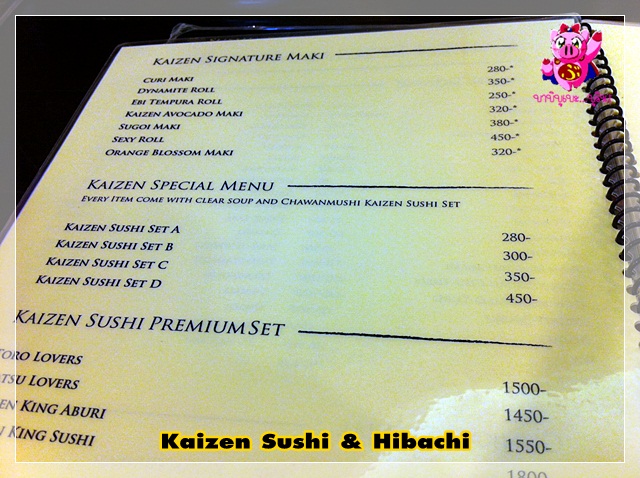 KAIZEN SIGNATURE MAKI
CURI MAKI 280-*
DYNAMITE ROLL 350-*
EBI TEMPURA ROLL 250-*
KAIZEN AVOCADO MAKI 320-*
SUGOI MAKI 380-*
SEXY ROLL 450-*
ORANGE BLOSSOM MAKI 320-*
KAIZEN SPECIAL MENU
EVERY ITEM COME WITH CLEAR SOUP AND CHAWANMUSHI KAIZEN SUSHI SET
KAIZEN SUSHI SET A 280-
KAIZEN SUSHI SET B 300-
KAIZEN SUSHI SET C 350-
KAIZEN SUSHI SET D 450-
KAIZEN SUSHI PREMIUM SET
TORO LOVERS 1500-
LOVERS 1450-
KING ABURI 1550-
KING SUSHI 1800
Kaizen Sushi & Hibachi